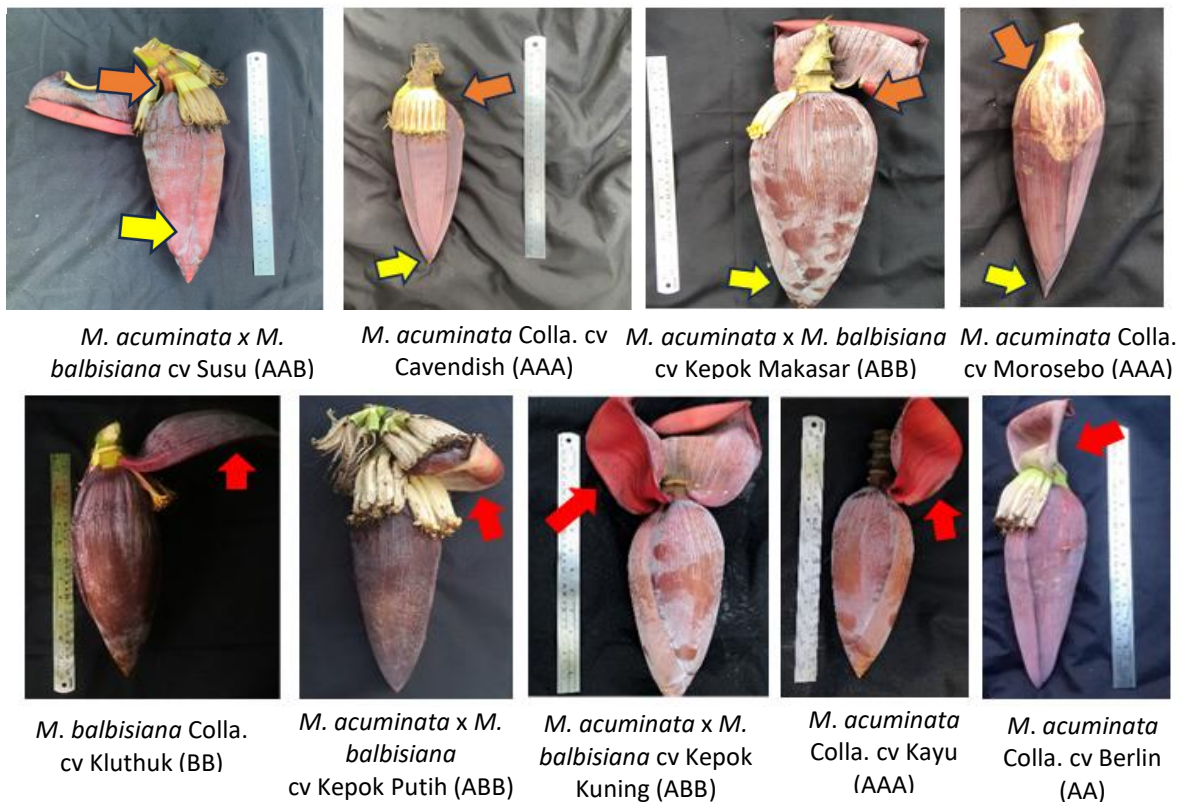 M. acuminata x M.
balbisiana cv Susu (AAB)
M. acuminata Colla. cv
Cavendish (AAA)
M. acuminata x M. balbisiana
cv Kepok Makasar (ABB)
M. acuminata Colla.
cv Morosebo (AAA)
M. balbisiana Colla.
cv Kluthuk (BB)
M. acuminata x M.
balbisiana
cv Kepok Putih (ABB)
M. acuminata x M.
balbisiana cv Kepok
Kuning (ABB)
M. acuminata
Colla. cv Kayu
(AAA)
M. acuminata
Colla. cv Berlin
(AA)